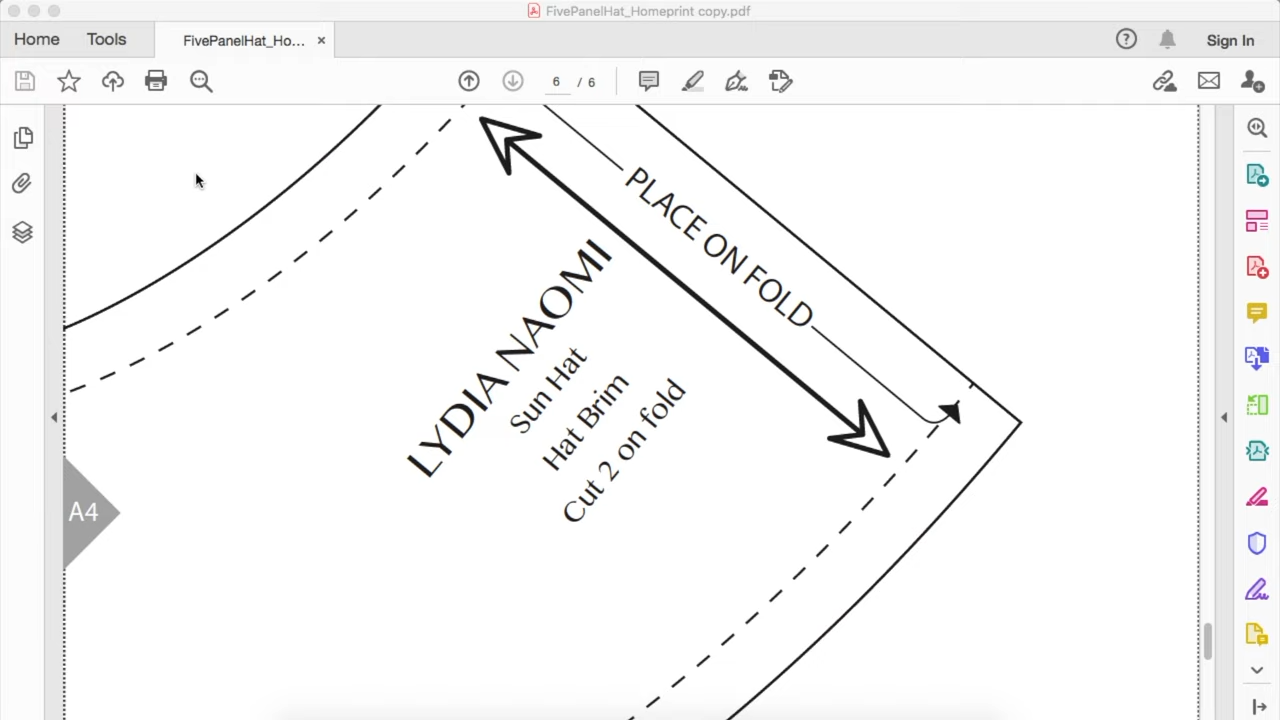 FivePanelHat_Homeprint copy.pdf
Home Tools FivePanelHat_Ho... × Sign In
6 / 6
PLACE ON FOLD
LYDIA NAOMI
Sun Hat
Hat Brim
Cut 2 on fold
A4